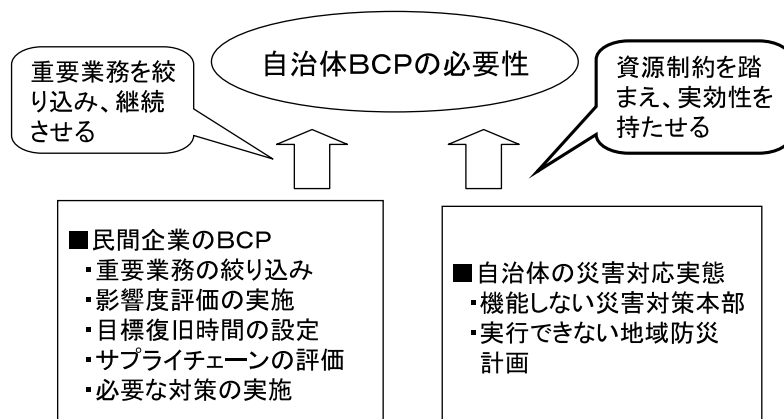 自治体BCPの必要性
重要業務を絞
り込み、継続
させる
資源制約を踏
まえ、実効性を
持たせる
■民間企業のBCP
・重要業務の絞り込み
・影響度評価の実施
・目標復旧時間の設定
・サプライチェーンの評価
・必要な対策の実施
■自治体の災害対応実態
・機能しない災害対策本部
・実行できない地域防災
計画